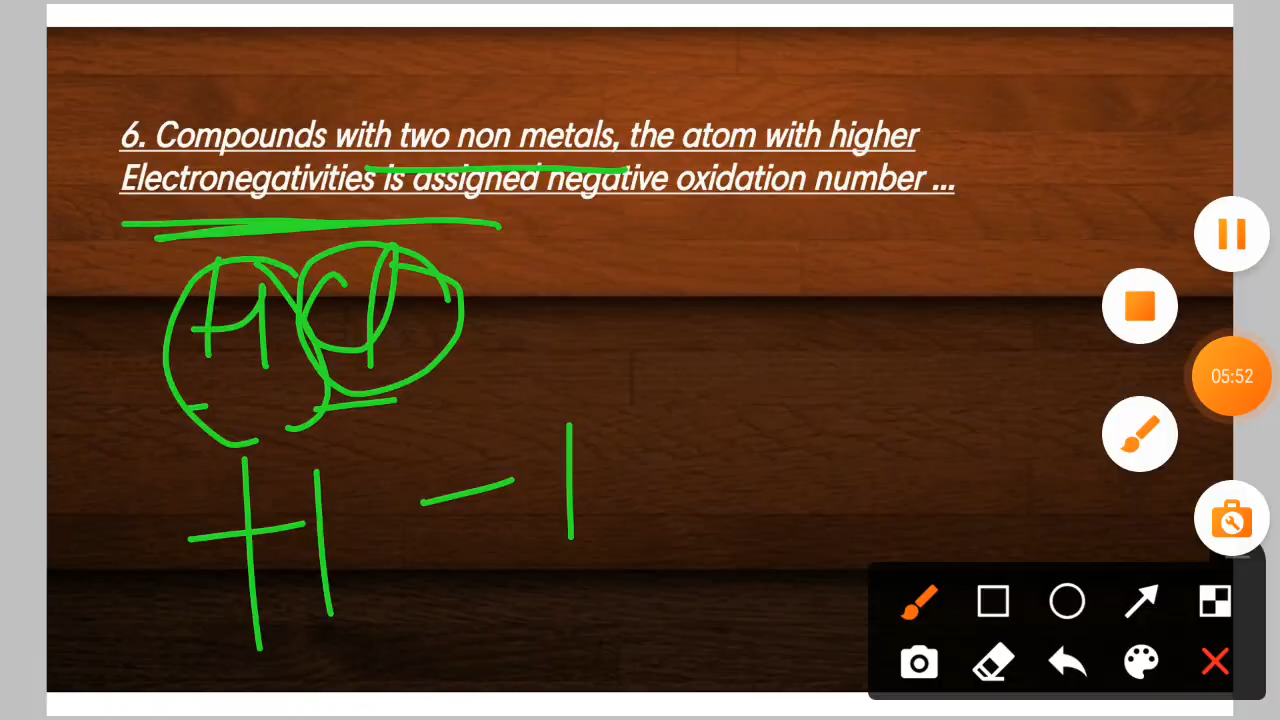 6. Compounds with two non metals, the atom with higher
Electronegativities is assigned negative oxidation number ...
HCl
+1 -1
05:52